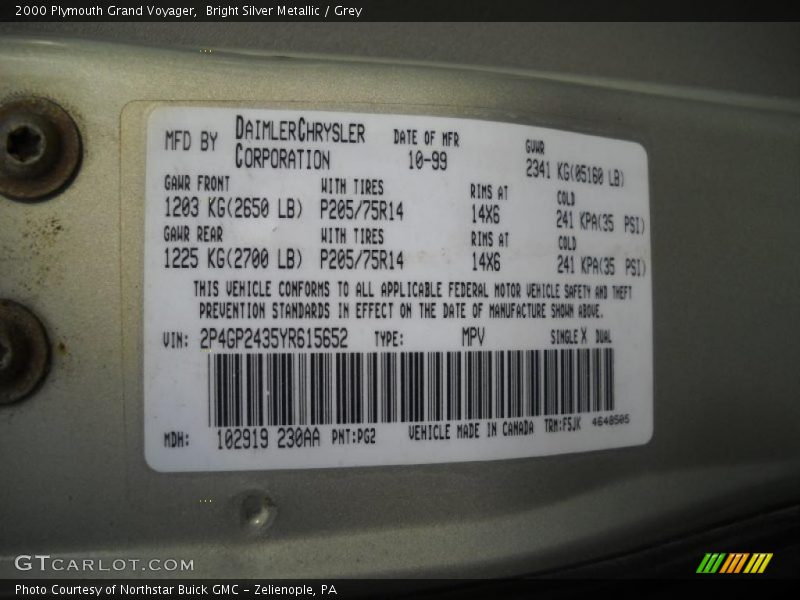 2000 Plymouth Grand Voyager,  Bright Silver Metallic / Grey
MFD BY DAIMLERCHRYSLER CORPORATION DATE OF MFR 10-99 GVWR 2341 KG(05160 LB)
GAWR FRONT WITH TIRES RIMS AT COLD
1203 KG(2650 LB) P205/75R14 14X6 241 KPA(35 PSI)
GAWR REAR WITH TIRES RIMS AT COLD
1225 KG(2700 LB) P205/75R14 14X6 241 KPA(35 PSI)
THIS VEHICLE CONFORMS TO ALL APPLICABLE FEDERAL MOTOR VEHICLE SAFETY AND THEFT
PREVENTION STANDARDS IN EFFECT ON THE DATE OF MANUFACTURE SHOWN ABOVE.
VIN: 2P4GP2435YR615652 TYPE: MPV SINGLE X DUAL
MDH: 102919 230AA PNT:PG2 VEHICLE MADE IN CANADA TRM:FSJK 4648505
GTCARLOT.COM
Photo Courtesy of Northstar Buick GMC – Zelienople, PA